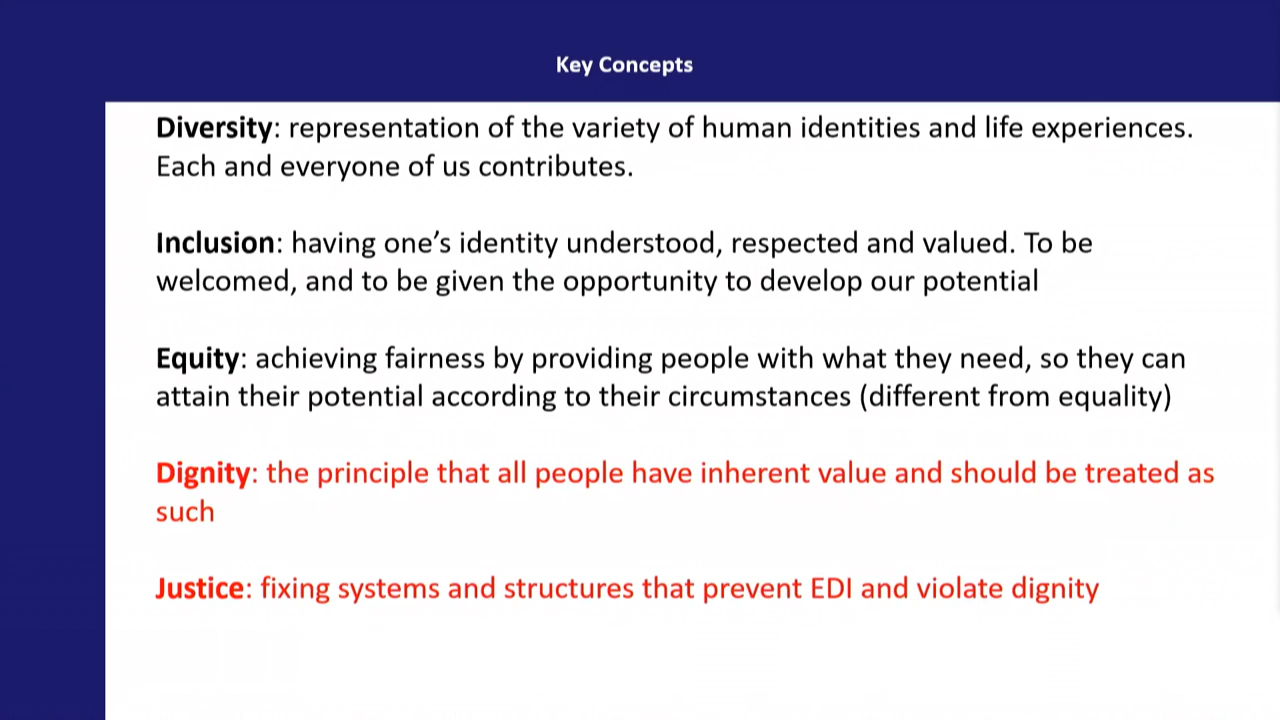 Key Concepts
Diversity: representation of the variety of human identities and life experiences.
Each and everyone of us contributes.
Inclusion: having one’s identity understood, respected and valued. To be
welcomed, and to be given the opportunity to develop our potential
Equity: achieving fairness by providing people with what they need, so they can
attain their potential according to their circumstances (different from equality)
Dignity: the principle that all people have inherent value and should be treated as
such
Justice: fixing systems and structures that prevent EDI and violate dignity